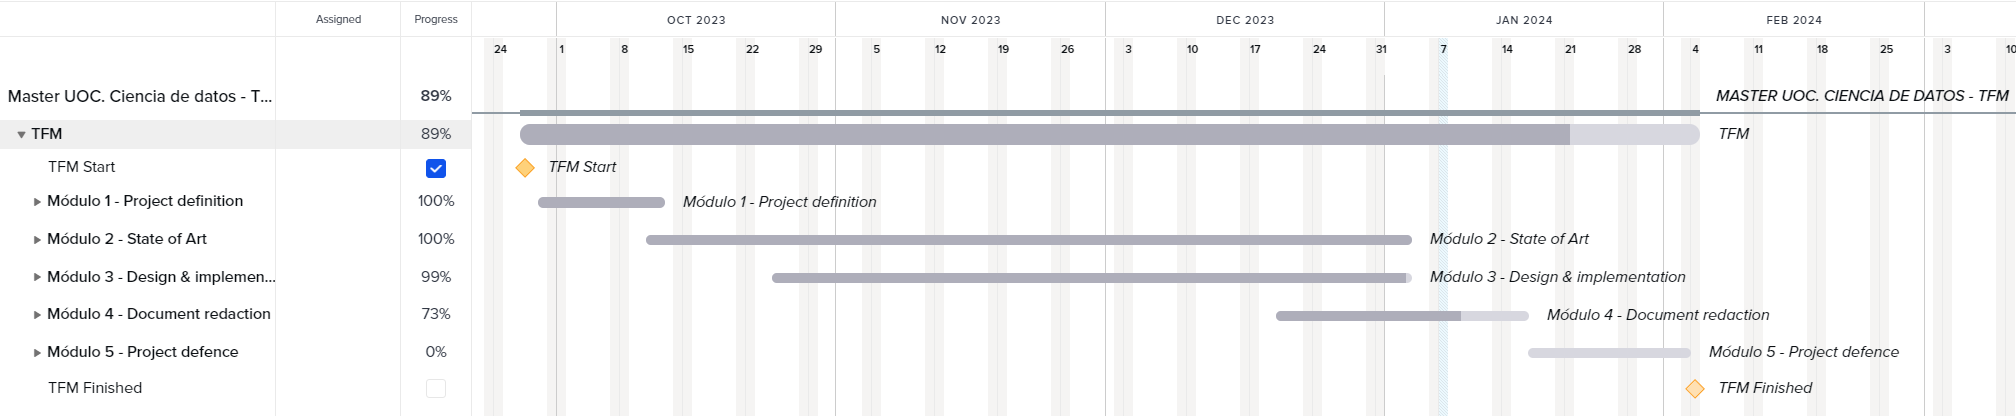 Assigned Progress OCT 2023 NOV 2023 DEC 2023 JAN 2024 FEB 2024
24 1 8 15 22 29 5 12 19 26 3 10 17 24 31 7 14 21 28 4 11 18 25 3 10
Master UOC. Ciencia de datos - T... 89% MASTER UOC. CIENCIA DE DATOS - TFM
TFM 89% TFM
TFM Start TFM Start
Módulo 1 - Project definition 100% Módulo 1 - Project definition
Módulo 2 - State of Art 100% Módulo 2 - State of Art
Módulo 3 - Design & implemen... 99% Módulo 3 - Design & implementation
Módulo 4 - Document redaction 73% Módulo 4 - Document redaction
Módulo 5 - Project defence 0% Módulo 5 - Project defence
TFM Finished TFM Finished